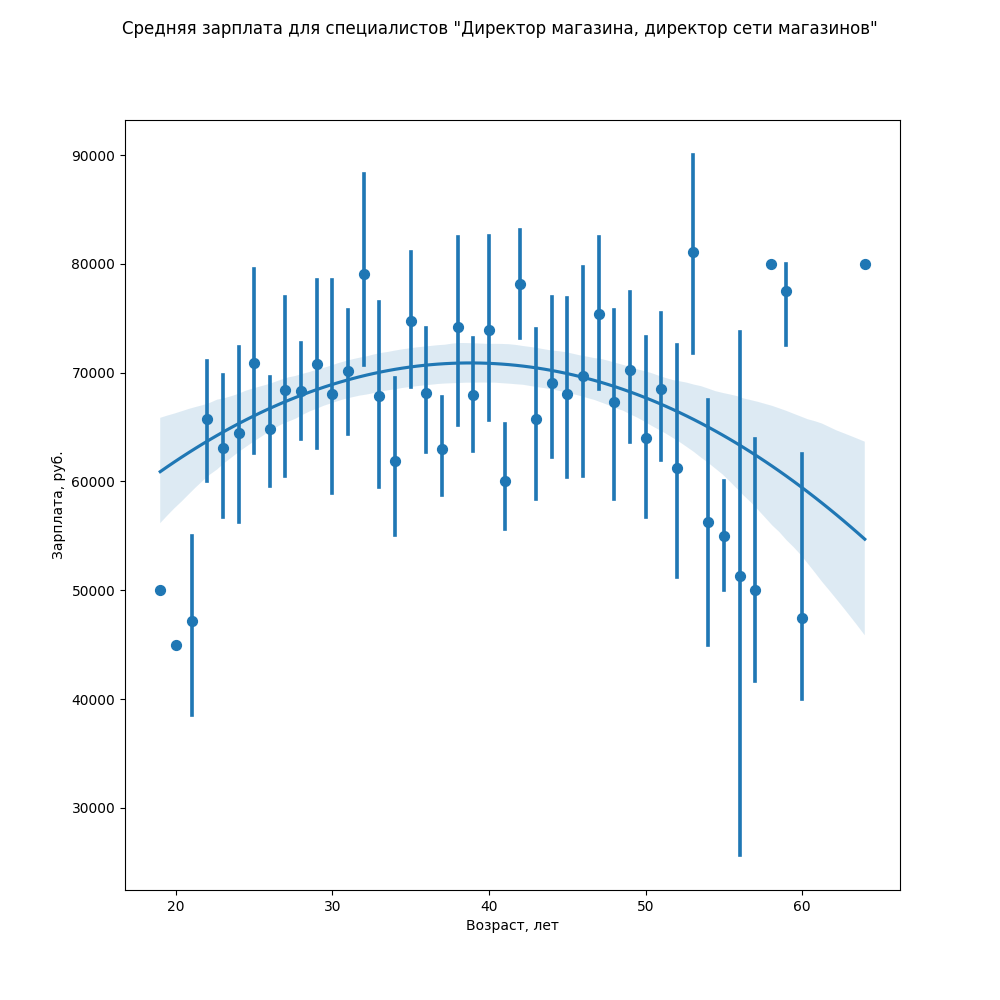 Средняя зарплата для специалистов "Директор магазина, директор сети магазинов"
90000
80000
70000
60000
50000
40000
30000
Зарплата, руб.
20 30 40 50 60
Возраст, лет